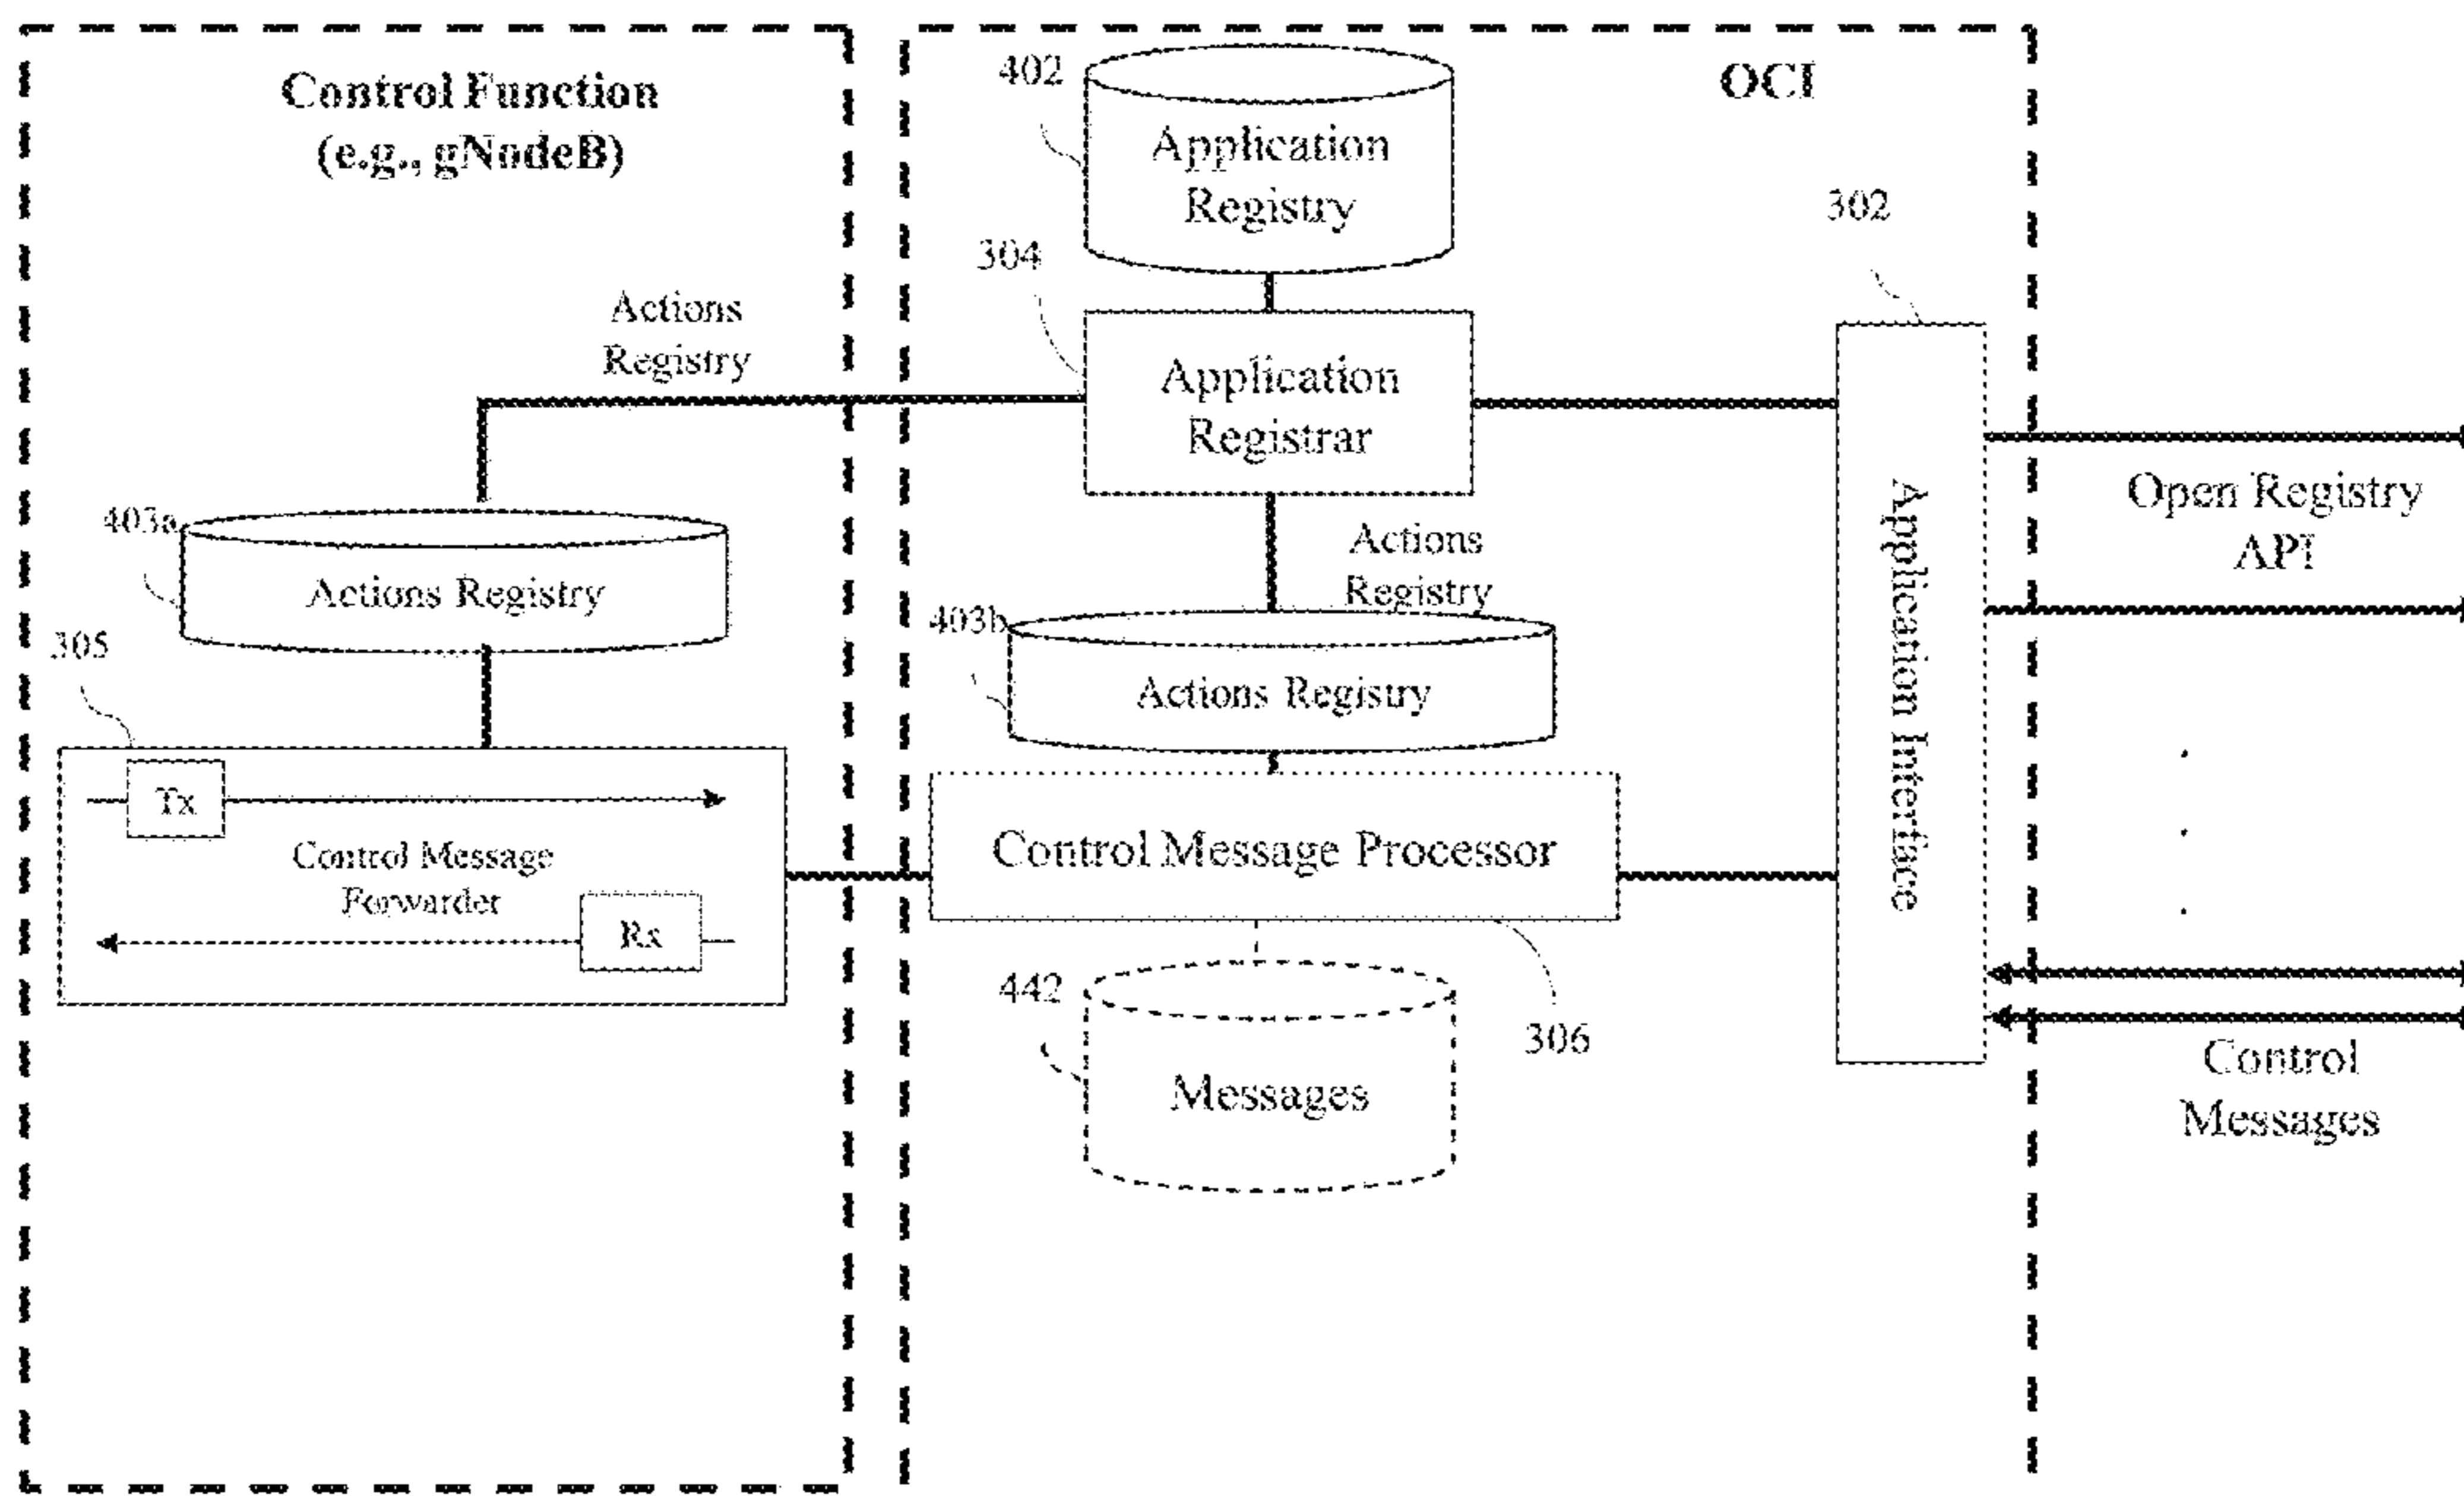 Control Function
(e.g., gNodeB)
OCI
402
Application
Registry
304
302
Actions
Registry
Application
Registrar
Open Registry
API
403a
Actions Registry
Actions
Registry
403b
Actions Registry
305
Tx
Control Message
Forwarder
Rx
Control Message Processor
Application Interface
442
Messages
306
Control
Messages